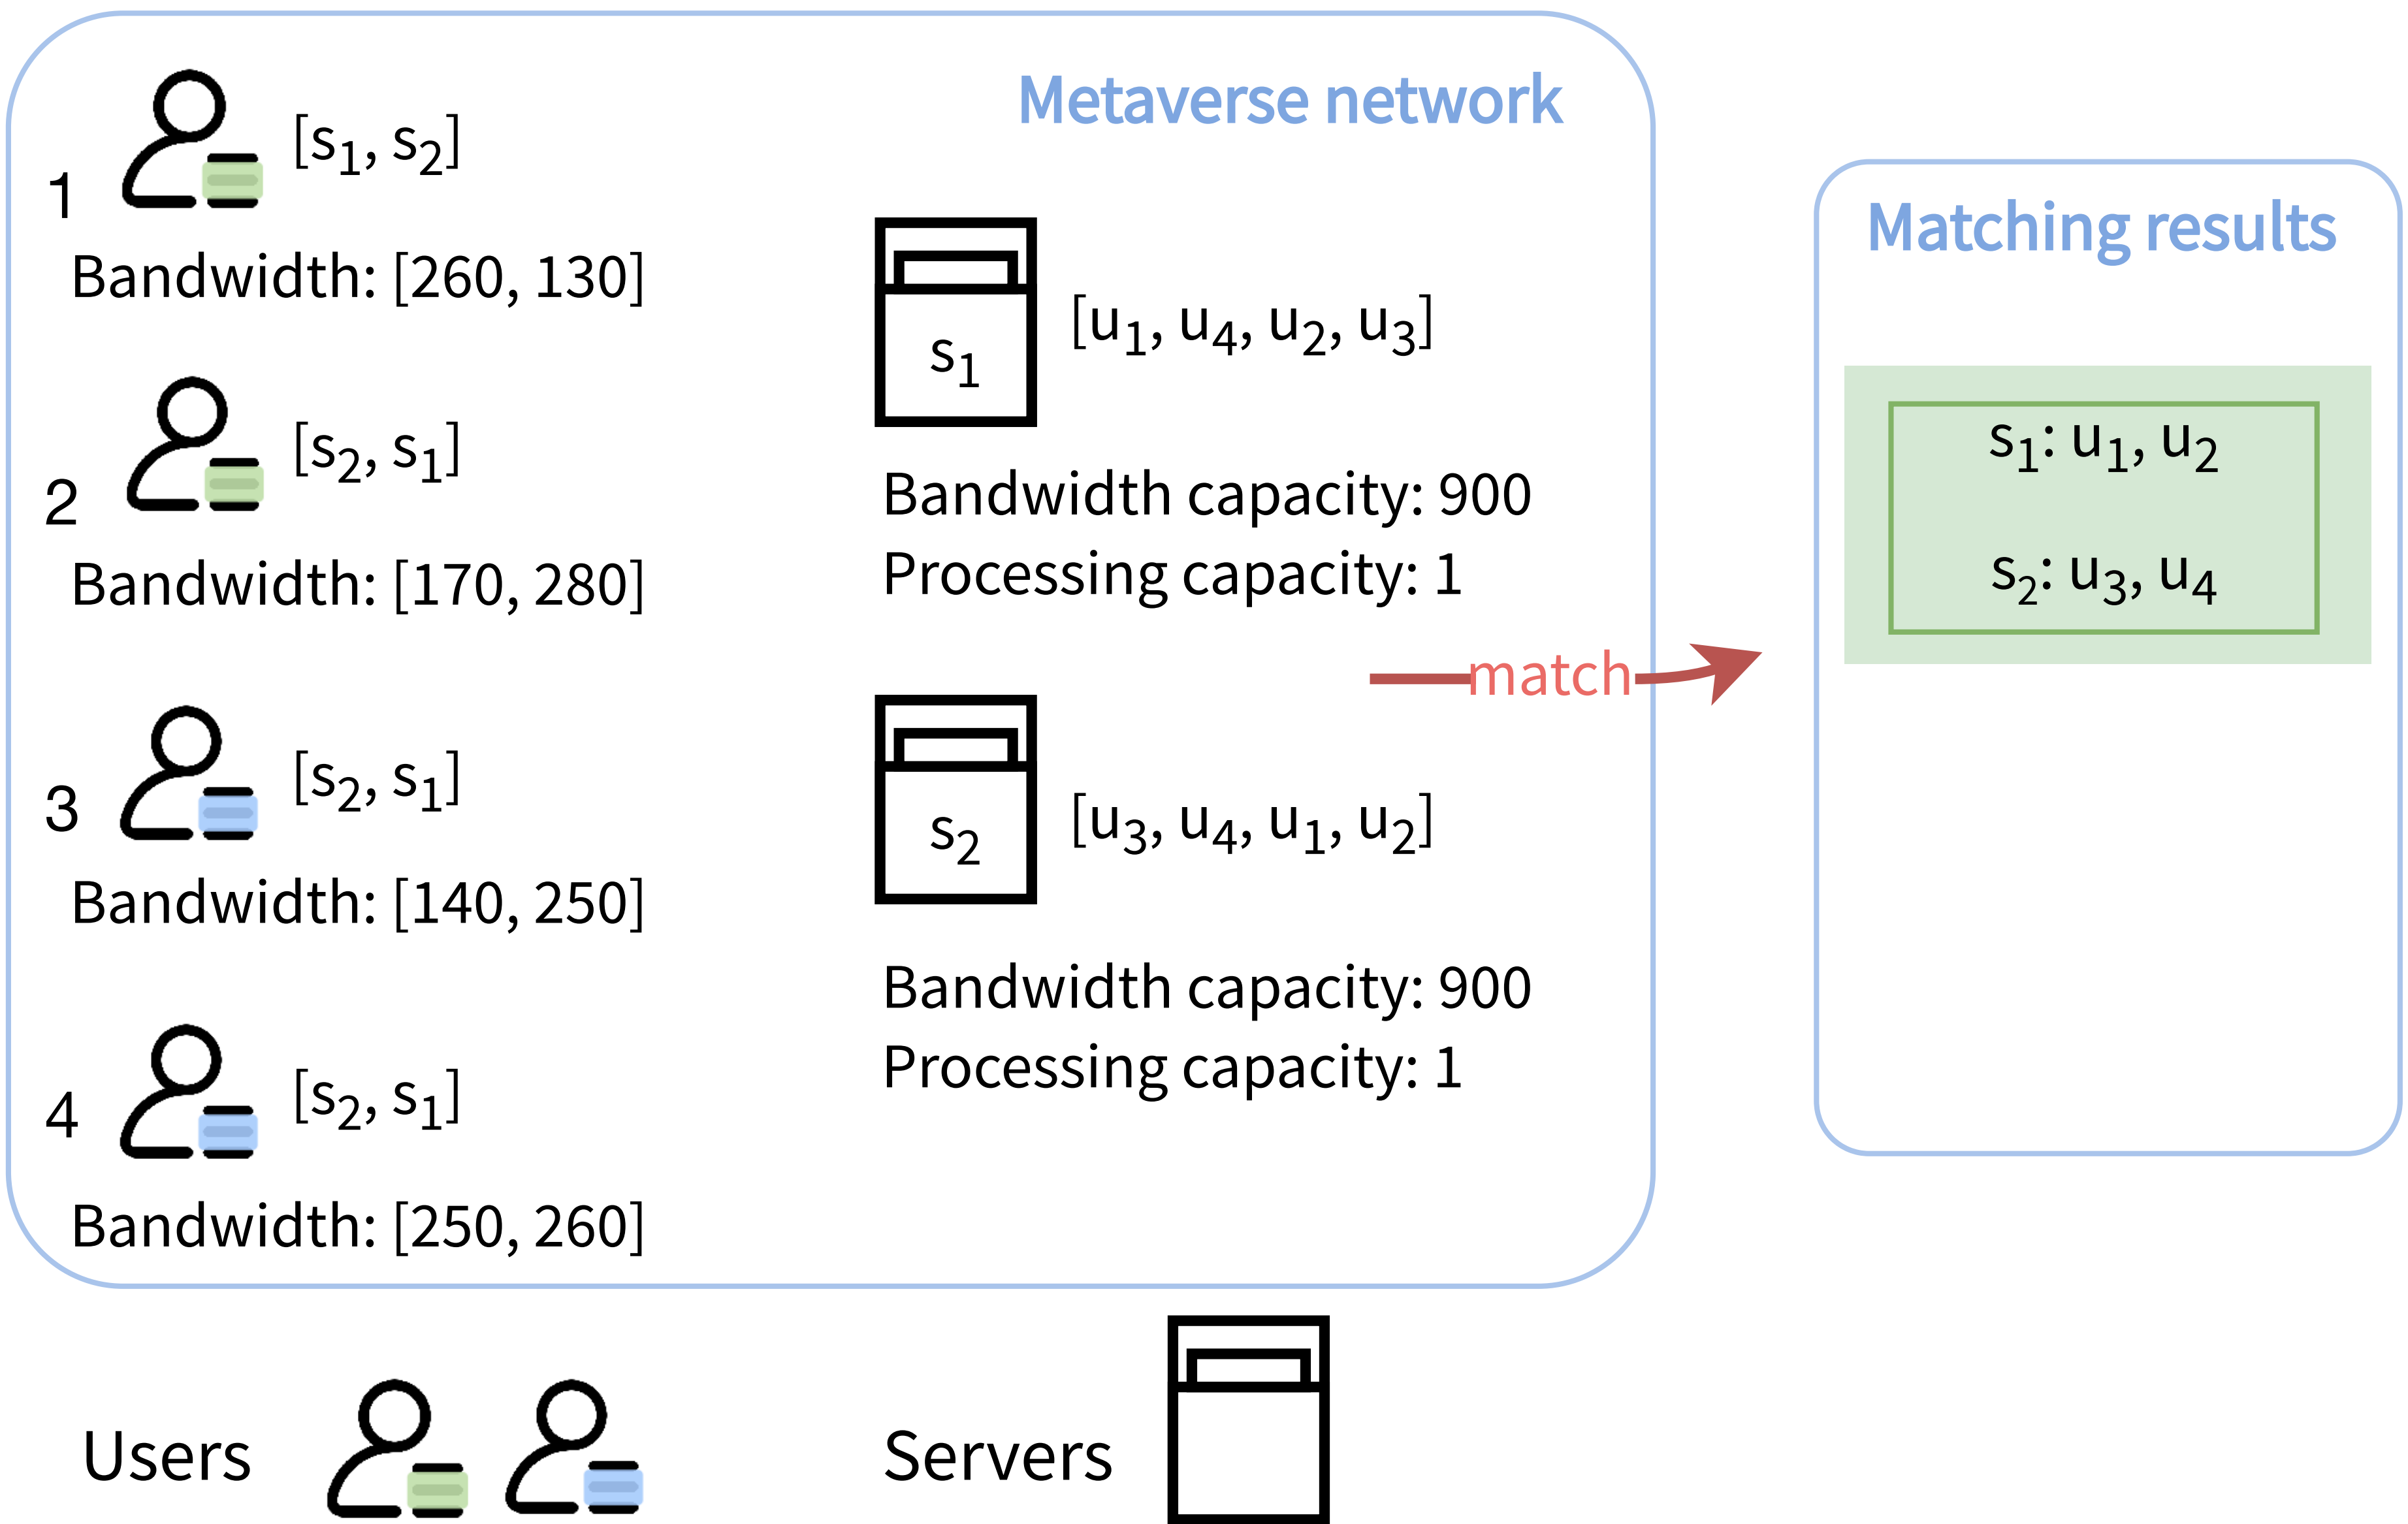 Metaverse network
1
[s1, s2]
Bandwidth: [260, 130]
2
[s2, s1]
Bandwidth: [170, 280]
3
[s2, s1]
Bandwidth: [140, 250]
4
[s2, s1]
Bandwidth: [250, 260]
s1
[u1, u4, u2, u3]
Bandwidth capacity: 900
Processing capacity: 1
match
s2
[u3, u4, u1, u2]
Bandwidth capacity: 900
Processing capacity: 1
Matching results
s1: u1, u2
s2: u3, u4
Users
Servers